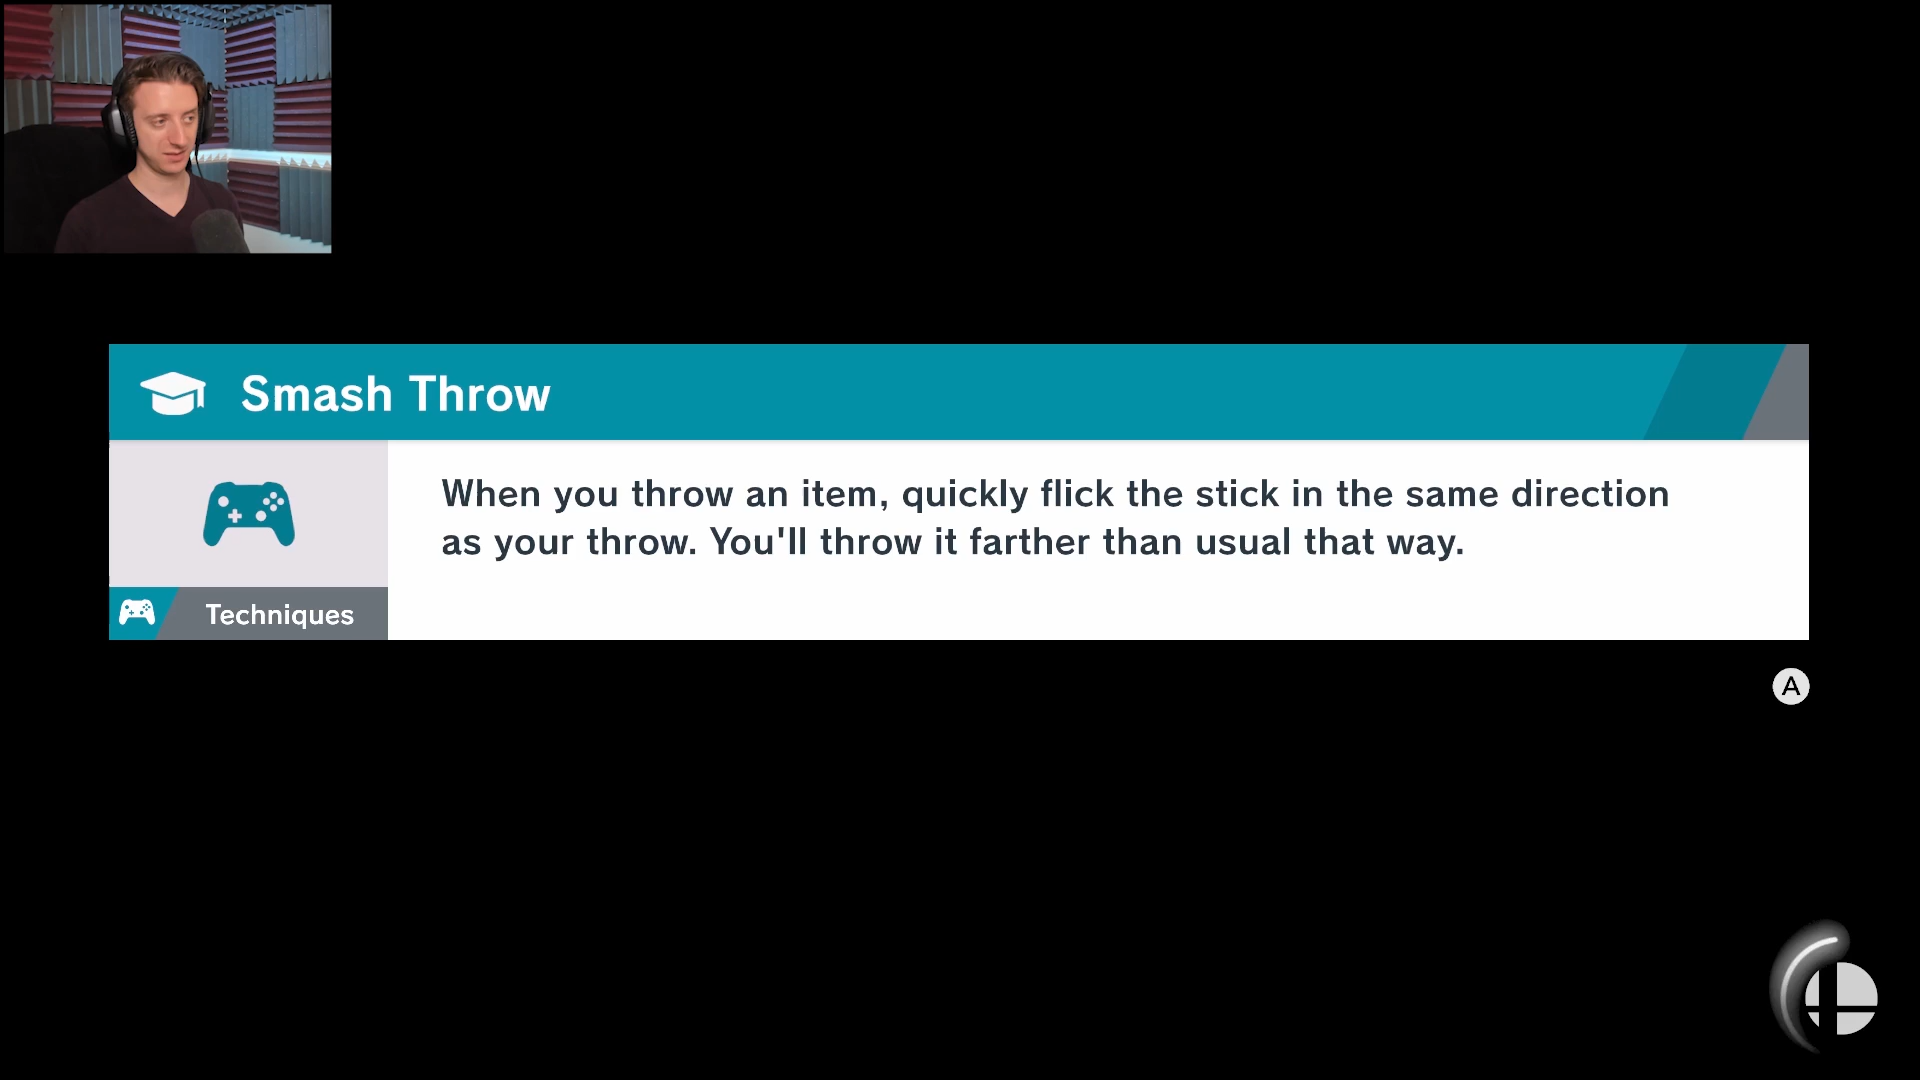 Smash Throw
When you throw an item, quickly flick the stick in the same direction
as your throw. You'll throw it farther than usual that way.
Techniques
A